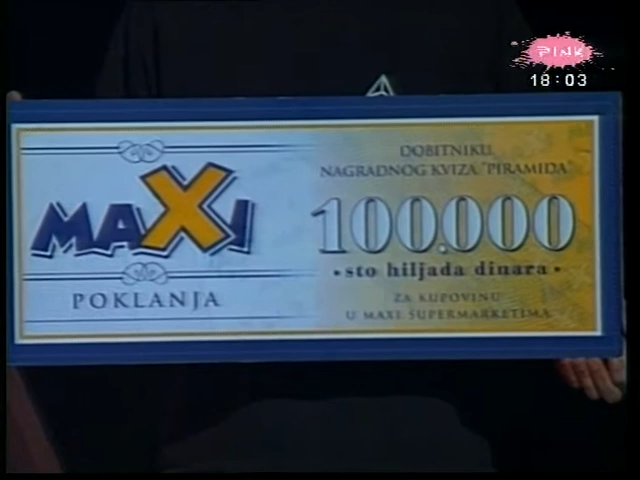 PINK
18:03
DOBITNIKU
NAGRADNOG KVIZA "PIRAMIDA"
MAXI
100.000
•sto hiljada dinara•
POKLANJA
ZA KUPOVINU
U MAXI SUPERMARKETIMA